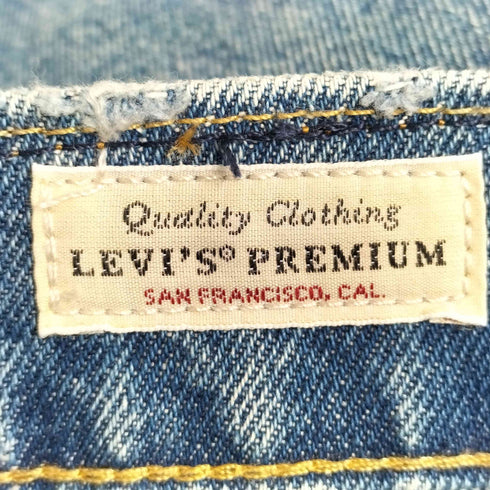 Quality Clothing
LEVI'S® PREMIUM
SAN FRANCISCO, CAL.